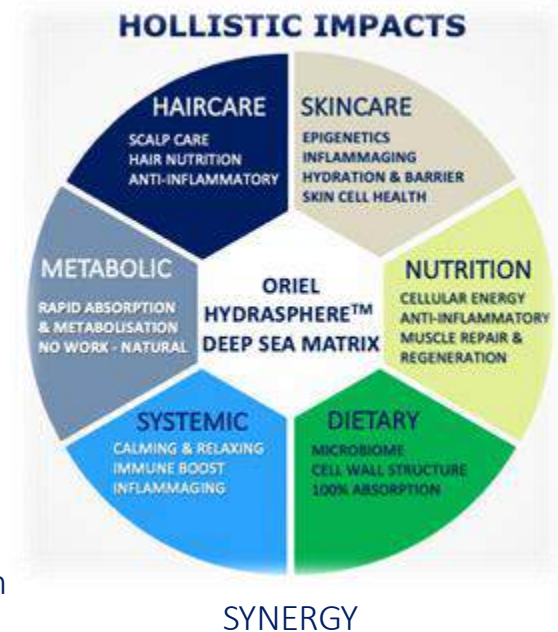 HOLLISTIC IMPACTS
HAIRCARE
SCALP CARE
HAIR NUTRITION
ANTI-INFLAMMATORY
SKINCARE
EPIGENETICS
INFLAMMAGING
HYDRATION & BARRIER
SKIN CELL HEALTH
METABOLIC
RAPID ABSORPTION
& METABOLISATION
NO WORK - NATURAL
ORIEL
HYDRASPHERE™
DEEP SEA MATRIX
NUTRITION
CELLULAR ENERGY
ANTI-INFLAMMATORY
MUSCLE REPAIR &
REGENERATION
SYSTEMIC
CALMING & RELAXING
IMMUNE BOOST
INFLAMMAGING
DIETARY
MICROBIOME
CELL WALL STRUCTURE
100% ABSORPTION
SYNERGY